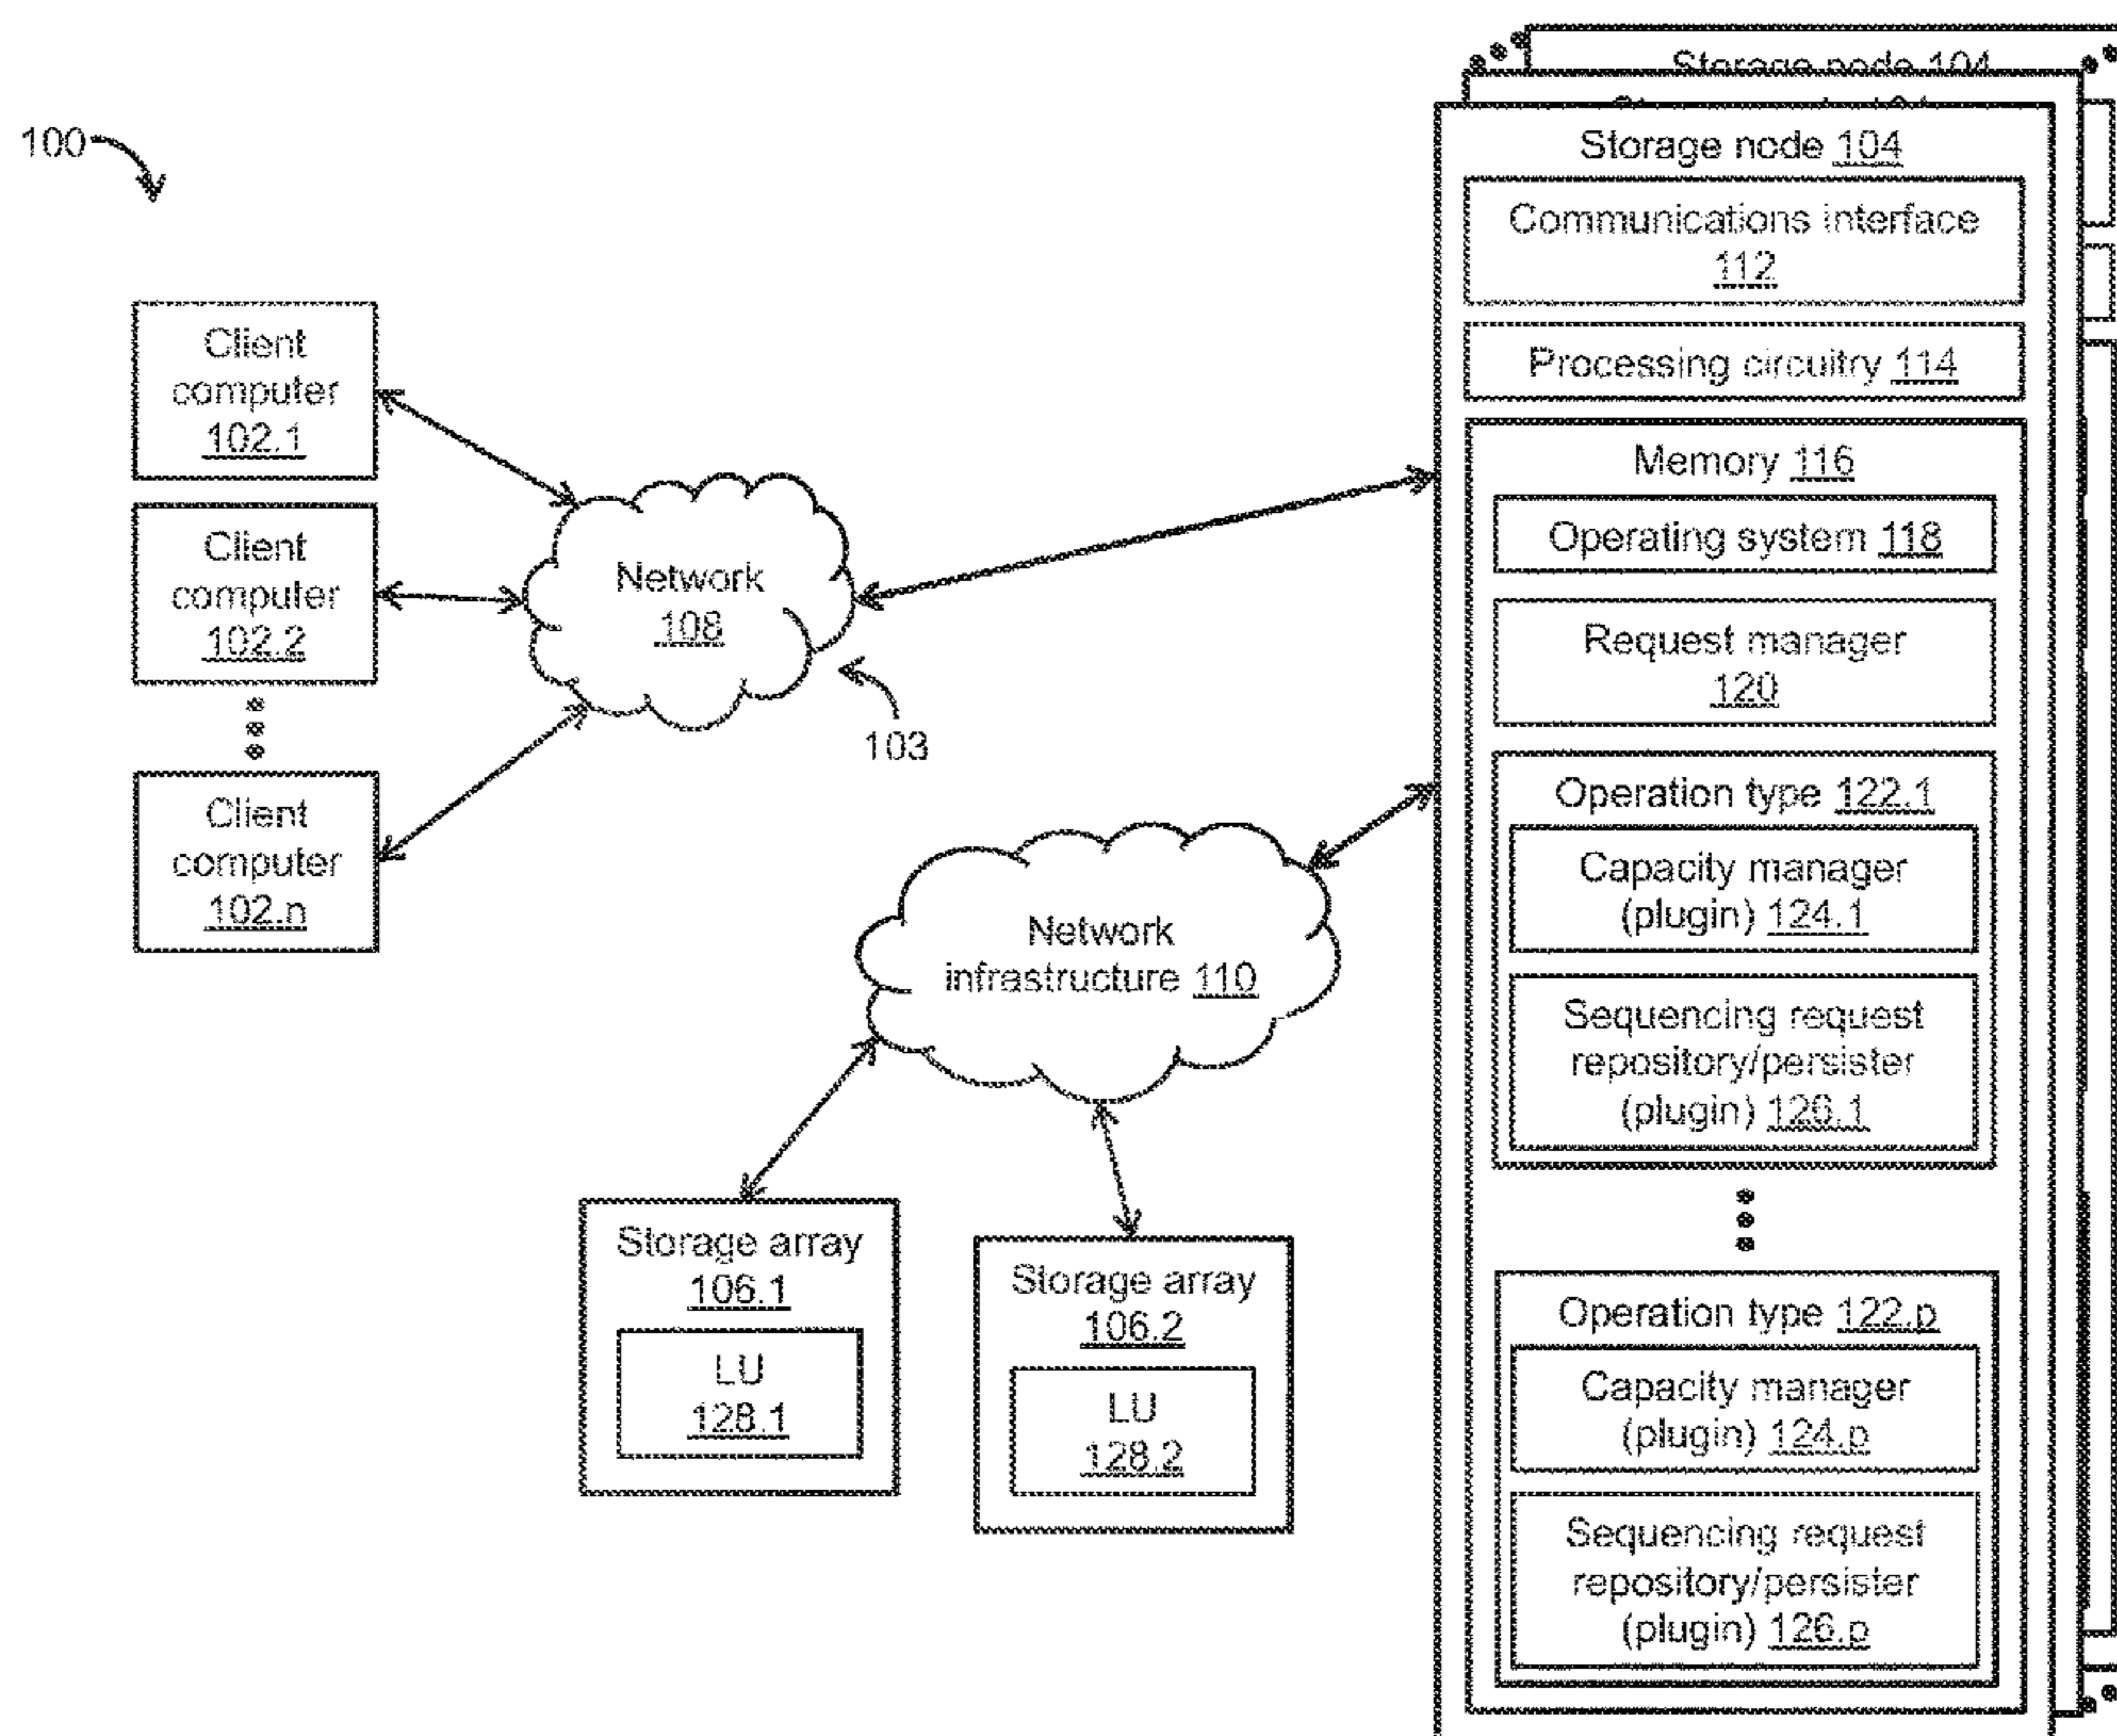 100
Client
computer
102.1
Client
computer
102.2
Client
computer
102.n
Network
108
103
Network
infrastructure 110
Storage array
106.1
LU
128.1
Storage array
106.2
LU
128.2
Storage node 104
Storage node 104
Communications interface
112
Processing circuitry 114
Memory 116
Operating system 118
Request manager
120
Operation type 122.1
Capacity manager
(plugin) 124.1
Sequencing request
repository/persister
(plugin) 126.1
Operation type 122.p
Capacity manager
(plugin) 124.p
Sequencing request
repository/persister
(plugin) 126.p